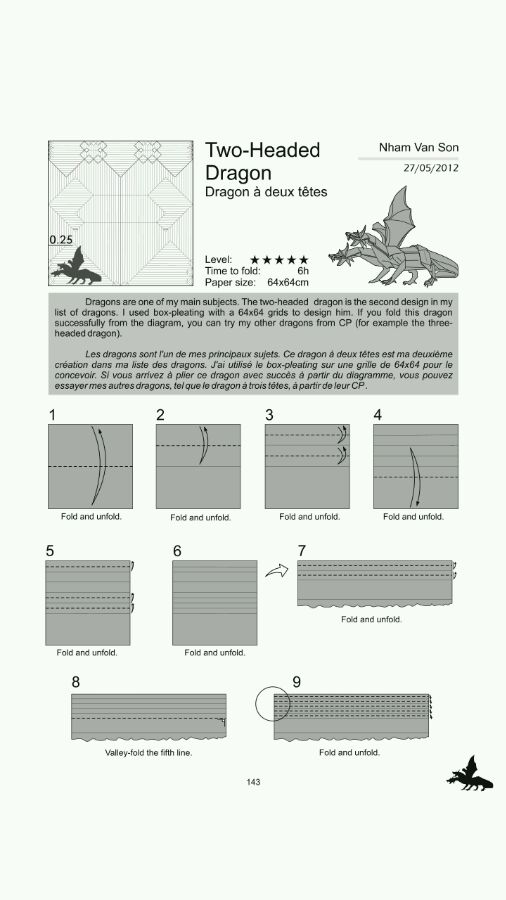 Two-Headed
Dragon
Dragon à deux têtes
Nham Van Son
27/05/2012
0.25
Level: ★★★★★
Time to fold: 6h
Paper size: 64x64cm
Dragons are one of my main subjects. The two-headed dragon is the second design in my
list of dragons. I used box-pleating with a 64x64 grids to design him. If you fold this dragon
successfully from the diagram, you can try my other dragons from CP (for example the three-
headed dragon).
Les dragons sont l'un de mes principaux sujets. Ce dragon à deux têtes est ma deuxième
création dans ma liste des dragons. J'ai utilisé le box-pleating sur une grille de 64x64 pour le
concevoir. Si vous arrivez à plier ce dragon avec succès à partir du diagramme, vous pouvez
essayer mes autres dragons, tel que le dragon à trois têtes, à partir de leur CP.
1
2
3
4
Fold and unfold.
Fold and unfold.
Fold and unfold.
Fold and unfold.
5
6
7
Fold and unfold.
Fold and unfold.
Fold and unfold.
8
9
Valley-fold the fifth line.
Fold and unfold.
143